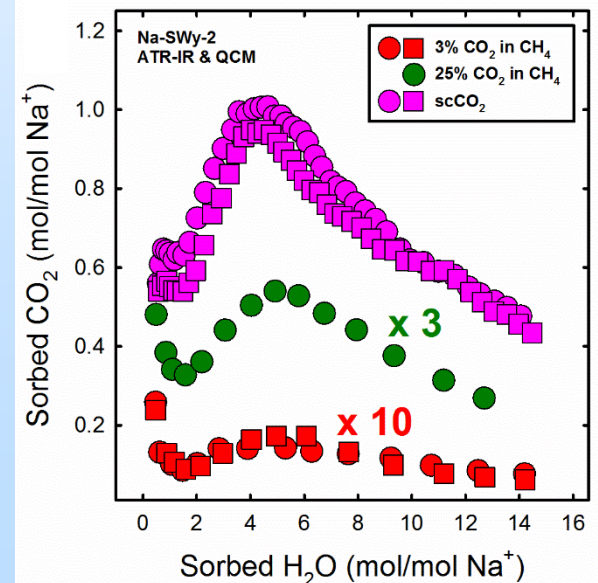 Na-SWy-2
ATR-IR & QCM
3% CO₂ in CH₄
25% CO₂ in CH₄
scCO₂
1.2
1.0
0.8
0.6
0.4
0.2
Sorbed CO₂ (mol/mol Na⁺)
x 3
x 10
0 2 4 6 8 10 12 14 16
Sorbed H₂O (mol/mol Na⁺)